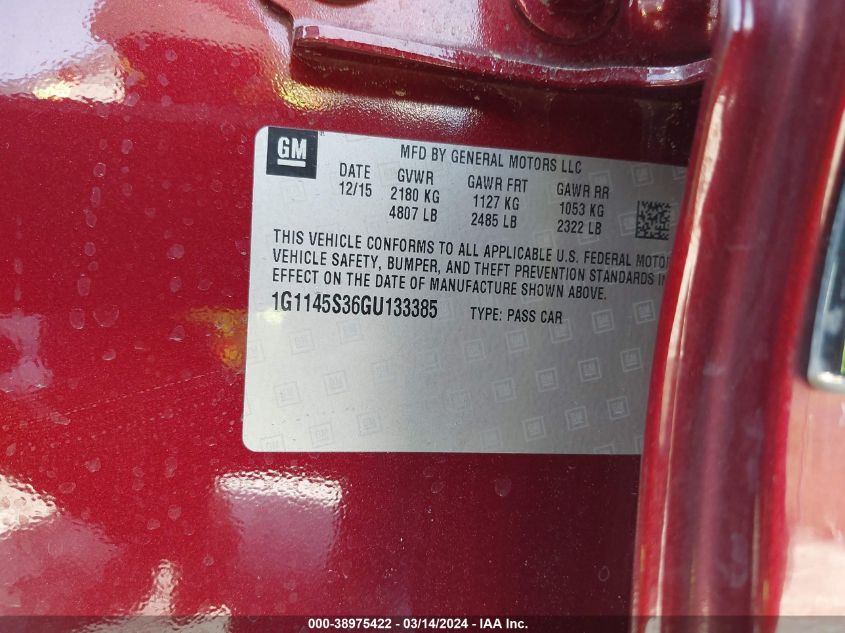 GM
MFD BY GENERAL MOTORS LLC
DATE GVWR GAWR FRT GAWR RR
12/15 2180 KG 1127 KG 1053 KG
4807 LB 2485 LB 2322 LB
THIS VEHICLE CONFORMS TO ALL APPLICABLE U.S. FEDERAL MOTOR
VEHICLE SAFETY, BUMPER, AND THEFT PREVENTION STANDARDS IN
EFFECT ON THE DATE OF MANUFACTURE SHOWN ABOVE.
1G1145S36GU133385 TYPE: PASS CAR
000-38975422 - 03/14/2024 - IAA Inc.